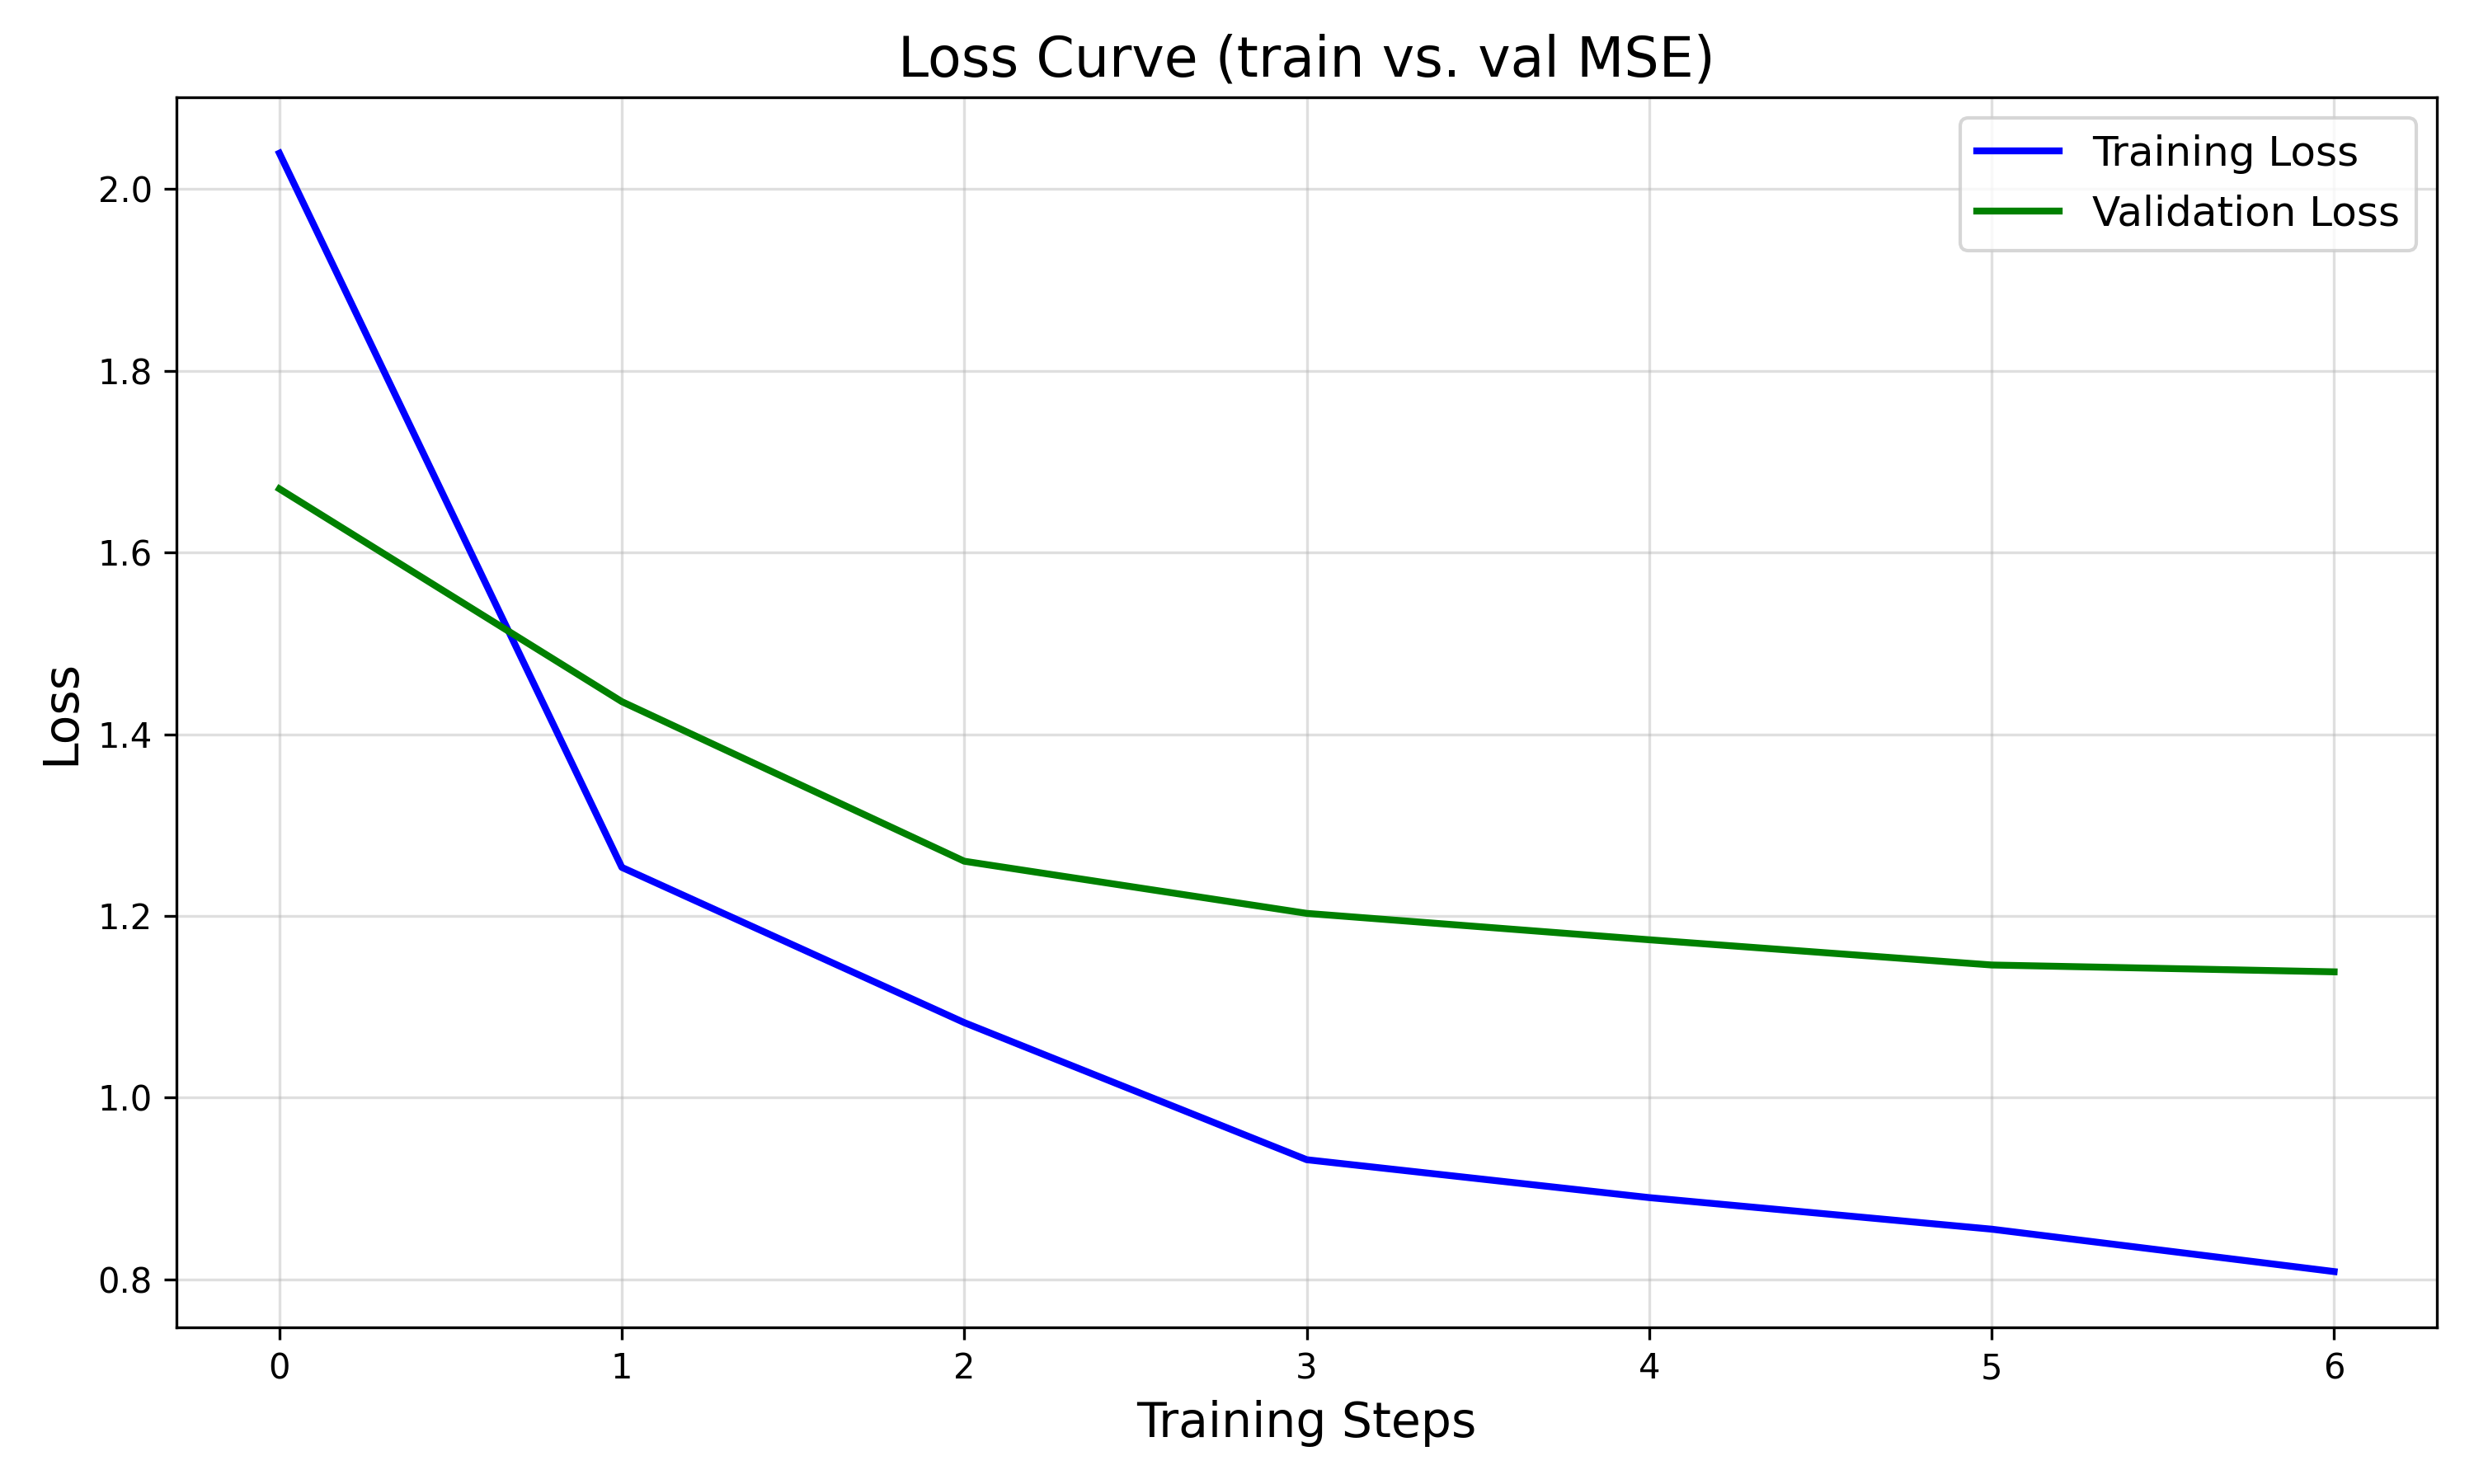 Loss Curve (train vs. val MSE)
Training Loss
Validation Loss
Loss
2.0
1.8
1.6
1.4
1.2
1.0
0.8
0 1 2 3 4 5 6
Training Steps